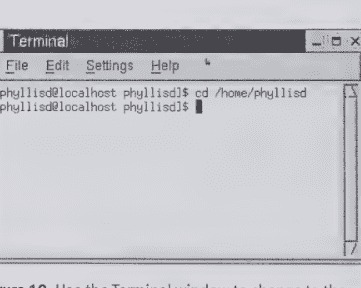 Terminal
File Edit Settings Help
phyllisd@localhost phyllisd]$ cd /home/phyllisd
phyllisd@localhost phyllisd]$
Use the Terminal window to change to the